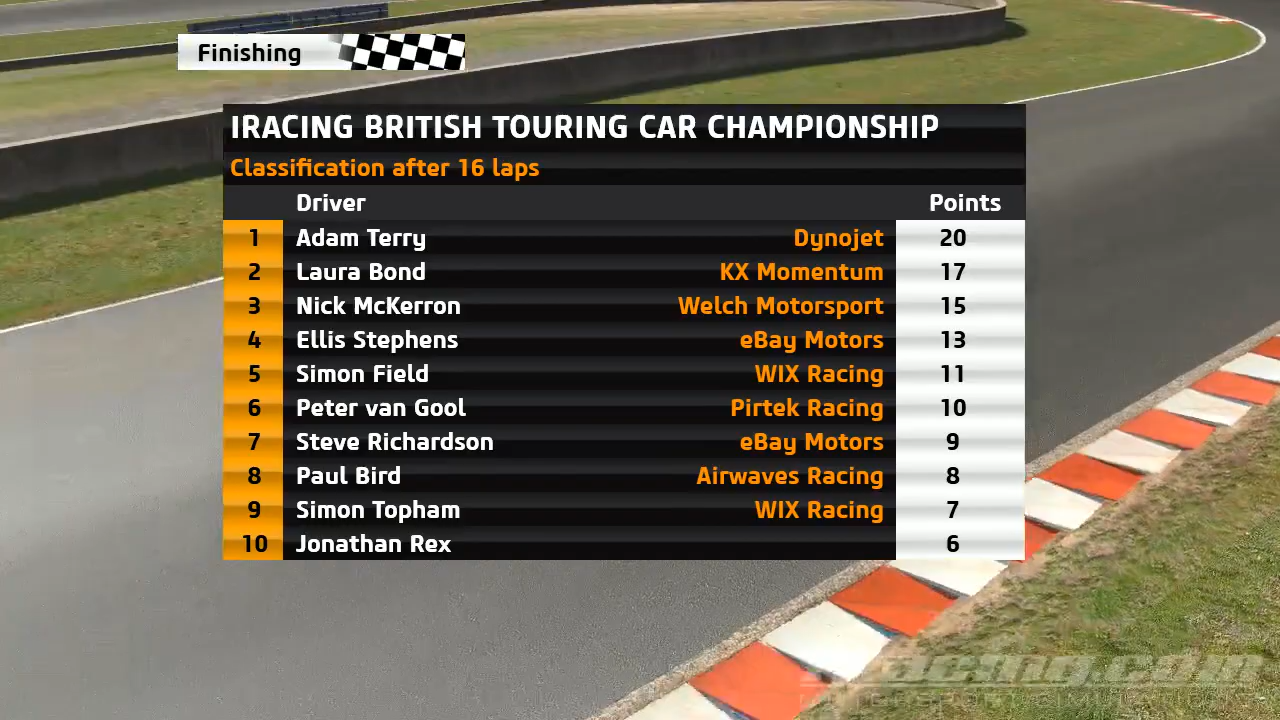 Finishing
IRACING BRITISH TOURING CAR CHAMPIONSHIP
Classification after 16 laps
Driver Points
1 Adam Terry Dynojet 20
2 Laura Bond KX Momentum 17
3 Nick McKerron Welch Motorsport 15
4 Ellis Stephens eBay Motors 13
5 Simon Field WIX Racing 11
6 Peter van Gool Pirtek Racing 10
7 Steve Richardson eBay Motors 9
8 Paul Bird Airwaves Racing 8
9 Simon Topham WIX Racing 7
10 Jonathan Rex 6
iRacing.com